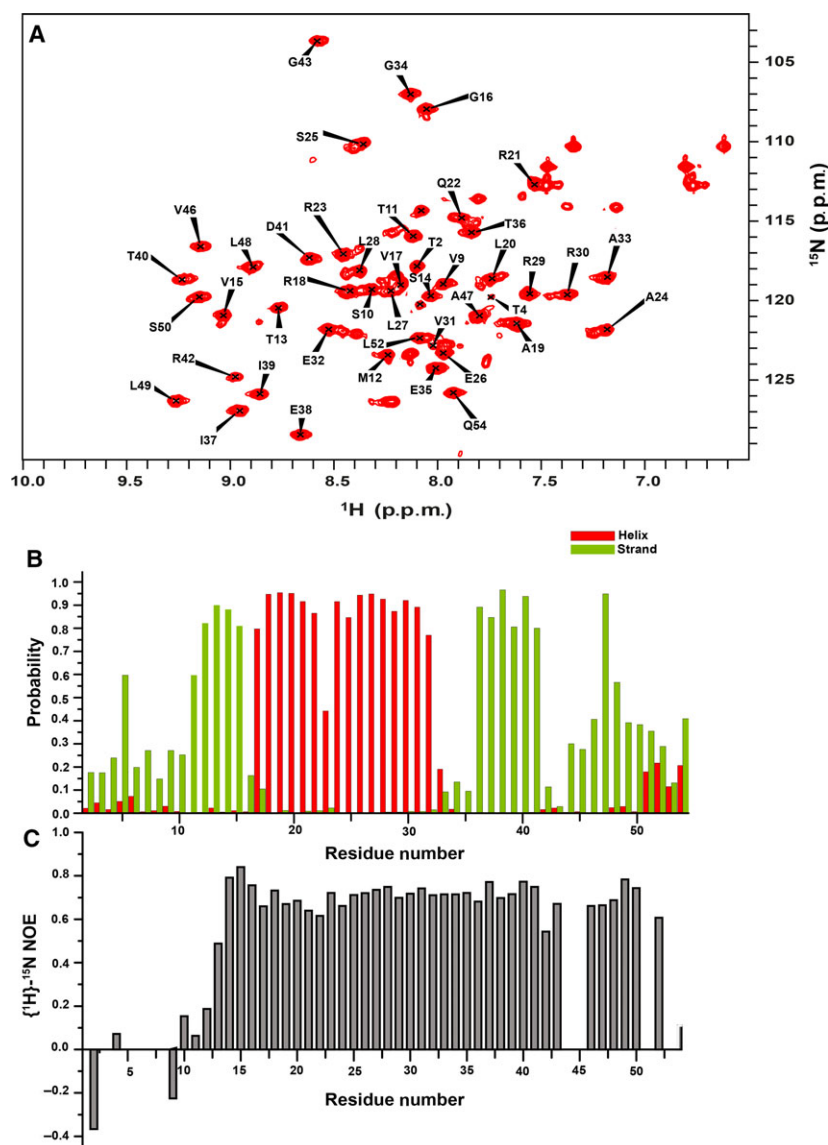 A
G43
G34
G16
S25
R21
Q22
V46
L48
D41
R23
T11
L28
T36
T40
V15
R18
V17
T2
S14
V9
L20
R29
R30
A33
S50
T13
S10
L27
A47
T4
A24
E32
L52
V31
A19
R42
I39
M12
E35
E26
L49
I37
E38
Q54
105
110
115
120
125
¹⁵N (p.p.m.)
10.0 9.5 9.0 8.5 8.0 7.5 7.0
¹H (p.p.m.)
B
Helix
Strand
1.0
0.9
0.8
0.7
0.6
0.5
0.4
0.3
0.2
0.1
0.0
Probability
10 20 30 40 50
Residue number
C
1.0
0.8
0.6
0.4
0.2
0.0
−0.2
−0.4
{¹H}-¹⁵N NOE
5 10 15 20 25 30 35 40 45 50
Residue number